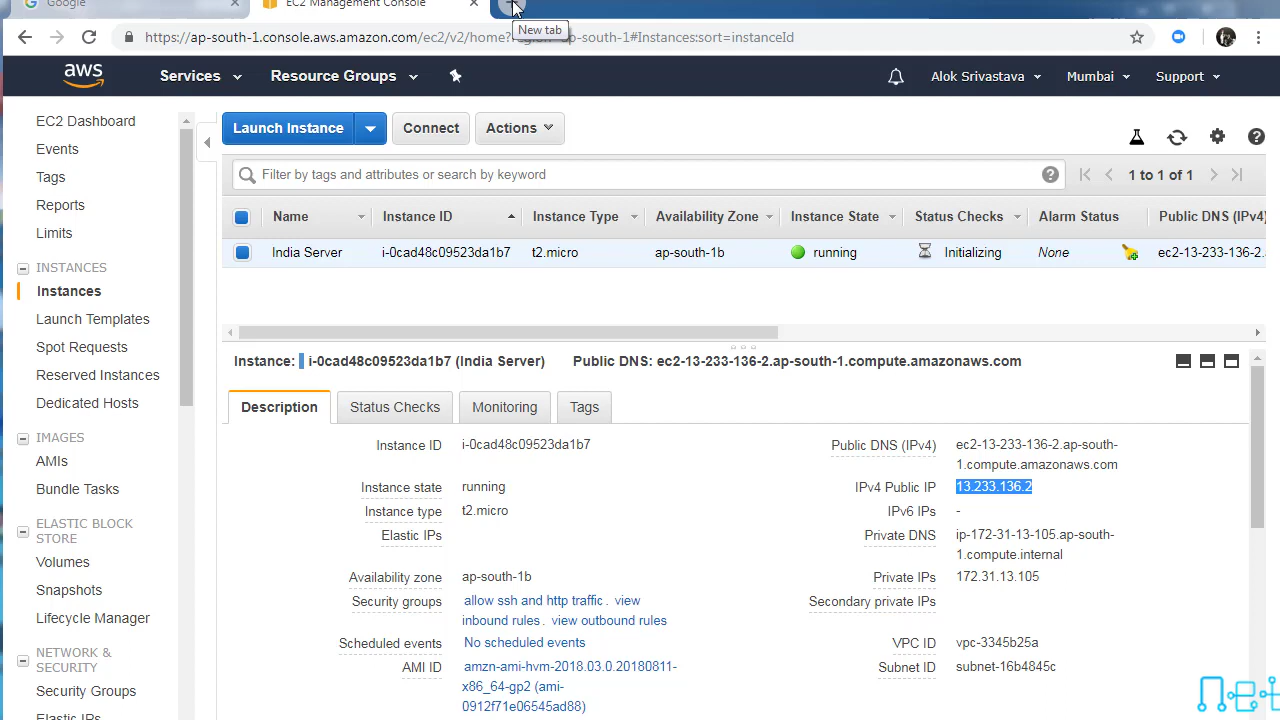 Google
EC2 Management Console
New tab
https://ap-south-1.console.aws.amazon.com/ec2/v2/home?region=ap-south-1#Instances:sort=instanceId
aws
Services
Resource Groups
Alok Srivastava
Mumbai
Support
EC2 Dashboard
Events
Tags
Reports
Limits
INSTANCES
Instances
Launch Templates
Spot Requests
Reserved Instances
Dedicated Hosts
IMAGES
AMIs
Bundle Tasks
ELASTIC BLOCK
STORE
Volumes
Snapshots
Lifecycle Manager
NETWORK &
SECURITY
Security Groups
Elastic IPs
Launch Instance
Connect
Actions
Filter by tags and attributes or search by keyword
1 to 1 of 1
Name Instance ID Instance Type Availability Zone Instance State Status Checks Alarm Status Public DNS (IPv4)
India Server i-0cad48c09523da1b7 t2.micro ap-south-1b running Initializing None ec2-13-233-136-2.
Instance: i-0cad48c09523da1b7 (India Server) Public DNS: ec2-13-233-136-2.ap-south-1.compute.amazonaws.com
Description
Status Checks
Monitoring
Tags
Instance ID i-0cad48c09523da1b7
Instance state running
Instance type t2.micro
Elastic IPs
Availability zone ap-south-1b
Security groups allow ssh and http traffic. view
inbound rules. view outbound rules
Scheduled events No scheduled events
AMI ID amzn-ami-hvm-2018.03.0.20180811-
x86_64-gp2 (ami-
0912f71e06545ad88)
Public DNS (IPv4) ec2-13-233-136-2.ap-south-
1.compute.amazonaws.com
IPv4 Public IP 13.233.136.2
IPv6 IPs -
Private DNS ip-172-31-13-105.ap-south-
1.compute.internal
Private IPs 172.31.13.105
Secondary private IPs
VPC ID vpc-3345b25a
Subnet ID subnet-16b4845c